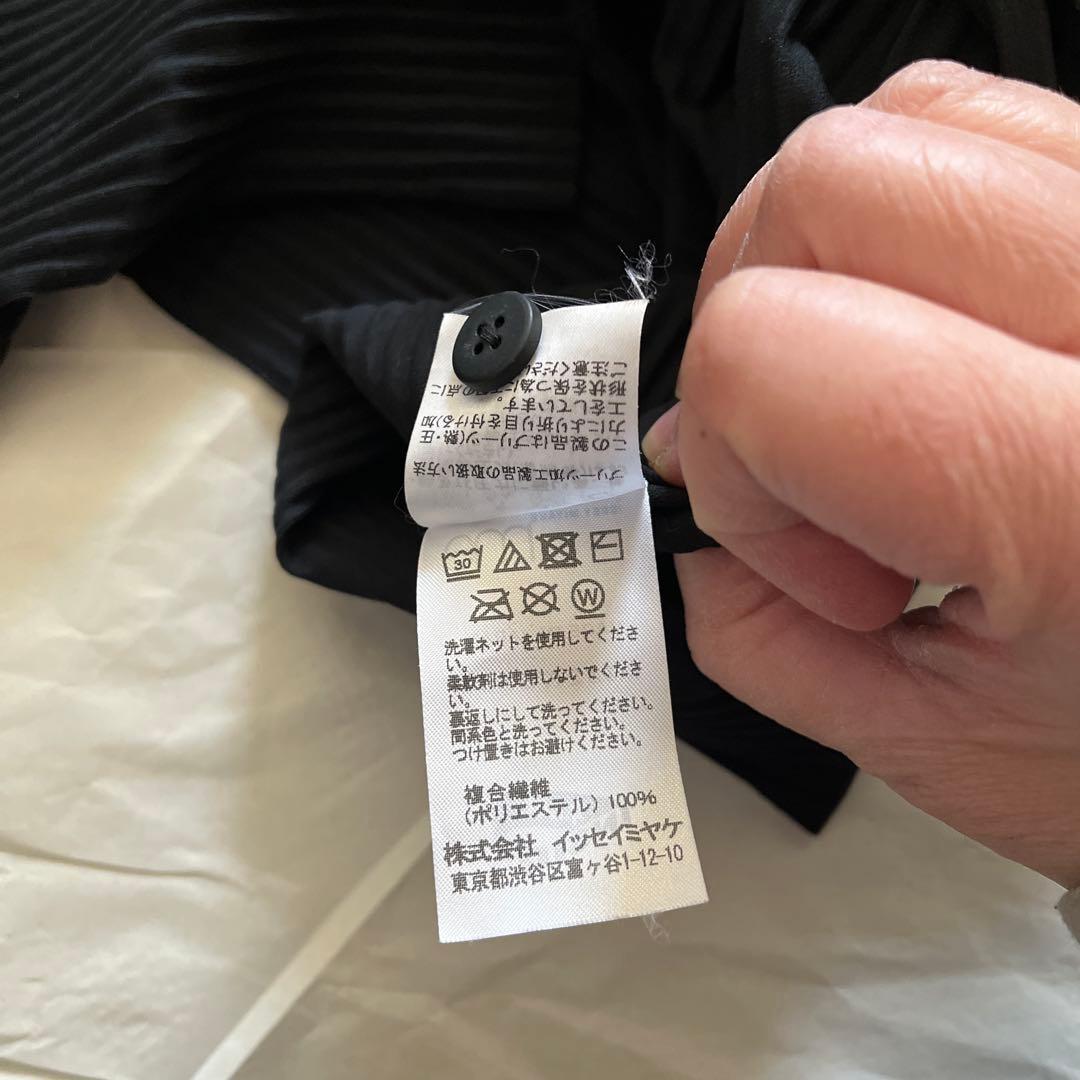 プリーツ加工製品の取扱い方法
この製品はプリーツ(熱・圧
力により折り目を付ける)加
工をしています。
形状を保つ為に の点に
ご注意くださ
30
W
洗濯ネットを使用してくださ
い。
柔軟剤は使用しないでくださ
い。
裏返しにして洗ってください。
同系色と洗ってください。
つけ置きはお避けください。
複合繊維
(ポリエステル) 100%
株式会社 イッセイミヤケ
東京都渋谷区富ヶ谷1-12-10